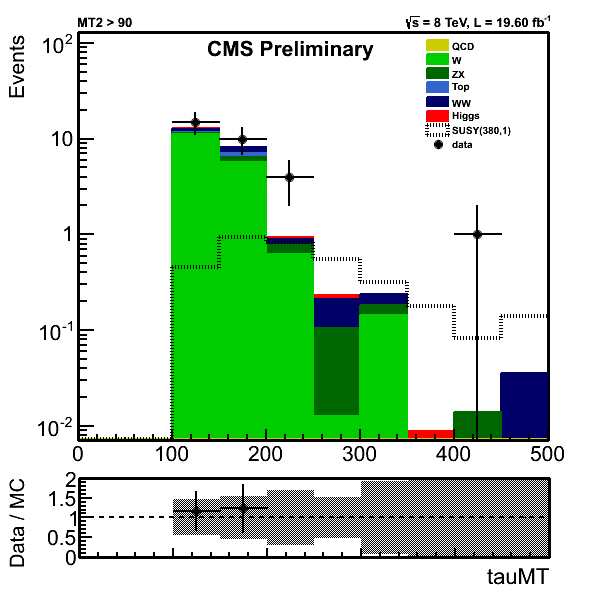 MT2 > 90
√s = 8 TeV, L = 19.60 fb⁻¹
CMS Preliminary
Events
10²
10
1
10⁻¹
10⁻²
QCD
W
ZX
Top
WW
Higgs
SUSY(380,1)
data
0 100 200 300 400 500
Data / MC
2
1.5
1
0.5
0
tauMT